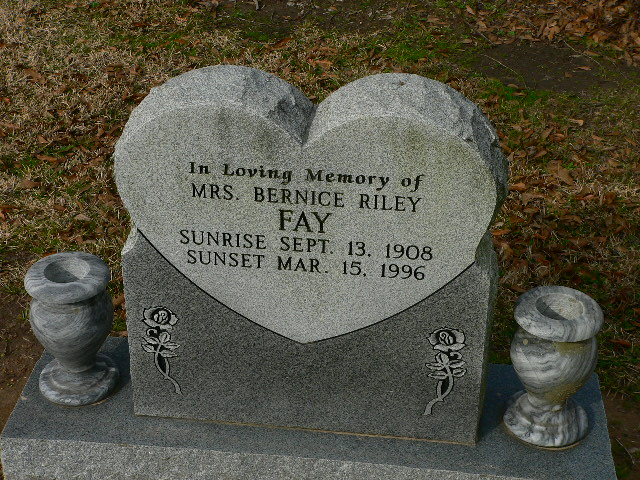 In Loving Memory of
MRS. BERNICE RILEY
FAY
SUNRISE SEPT. 13, 1908
SUNSET MAR. 15, 1996